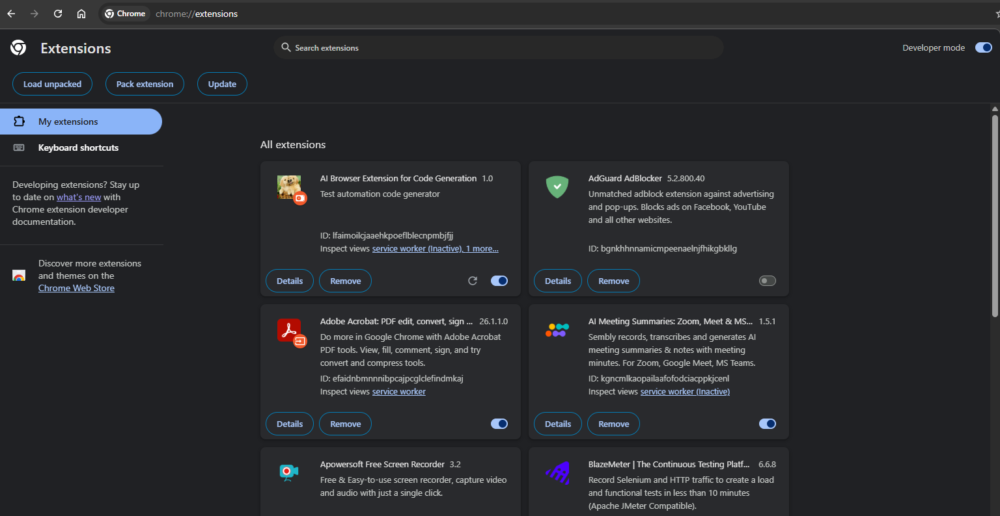 Chrome chrome://extensions
Extensions
Search extensions
Developer mode
Load unpacked
Pack extension
Update
My extensions
Keyboard shortcuts
Developing extensions? Stay up
to date on what's new with
Chrome extension developer
documentation.
Discover more extensions
and themes on the
Chrome Web Store
All extensions
AI Browser Extension for Code Generation 1.0
Test automation code generator
ID: lfaimoilcjaaehkpoeflblecnpmbjfjj
Inspect views service worker (Inactive), 1 more...
Details
Remove
AdGuard AdBlocker 5.2.800.40
Unmatched adblock extension against advertising
and pop-ups. Blocks ads on Facebook, YouTube
and all other websites.
ID: bgnkhhnnamicmpeenaelnjfhikgbkllg
Details
Remove
Adobe Acrobat: PDF edit, convert, sign ... 26.1.1.0
Do more in Google Chrome with Adobe Acrobat
PDF tools. View, fill, comment, sign, and try
convert and compress tools.
ID: efaidnbmnnnibpcajpcglclefindmkaj
Inspect views service worker
Details
Remove
AI Meeting Summaries: Zoom, Meet & MS... 1.5.1
Sembly records, transcribes and generates AI
meeting summaries & notes with meeting
minutes. For Zoom, Google Meet, MS Teams.
ID: kgncmlkaopailaafofodciacppkjcenl
Inspect views service worker (Inactive)
Details
Remove
Apowersoft Free Screen Recorder 3.2
Free & Easy-to-use screen recorder, capture video
and audio with just a single click.
BlazeMeter | The Continuous Testing Platf... 6.6.8
Record Selenium and HTTP traffic to create a load
and functional tests in less than 10 minutes
(Apache JMeter Compatible).